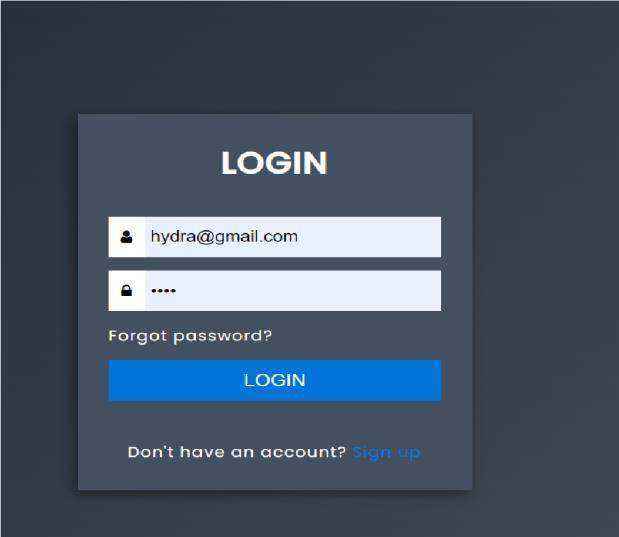 LOGIN
hydra@gmail.com
••••
Forgot password?
LOGIN
Don't have an account? Sign up